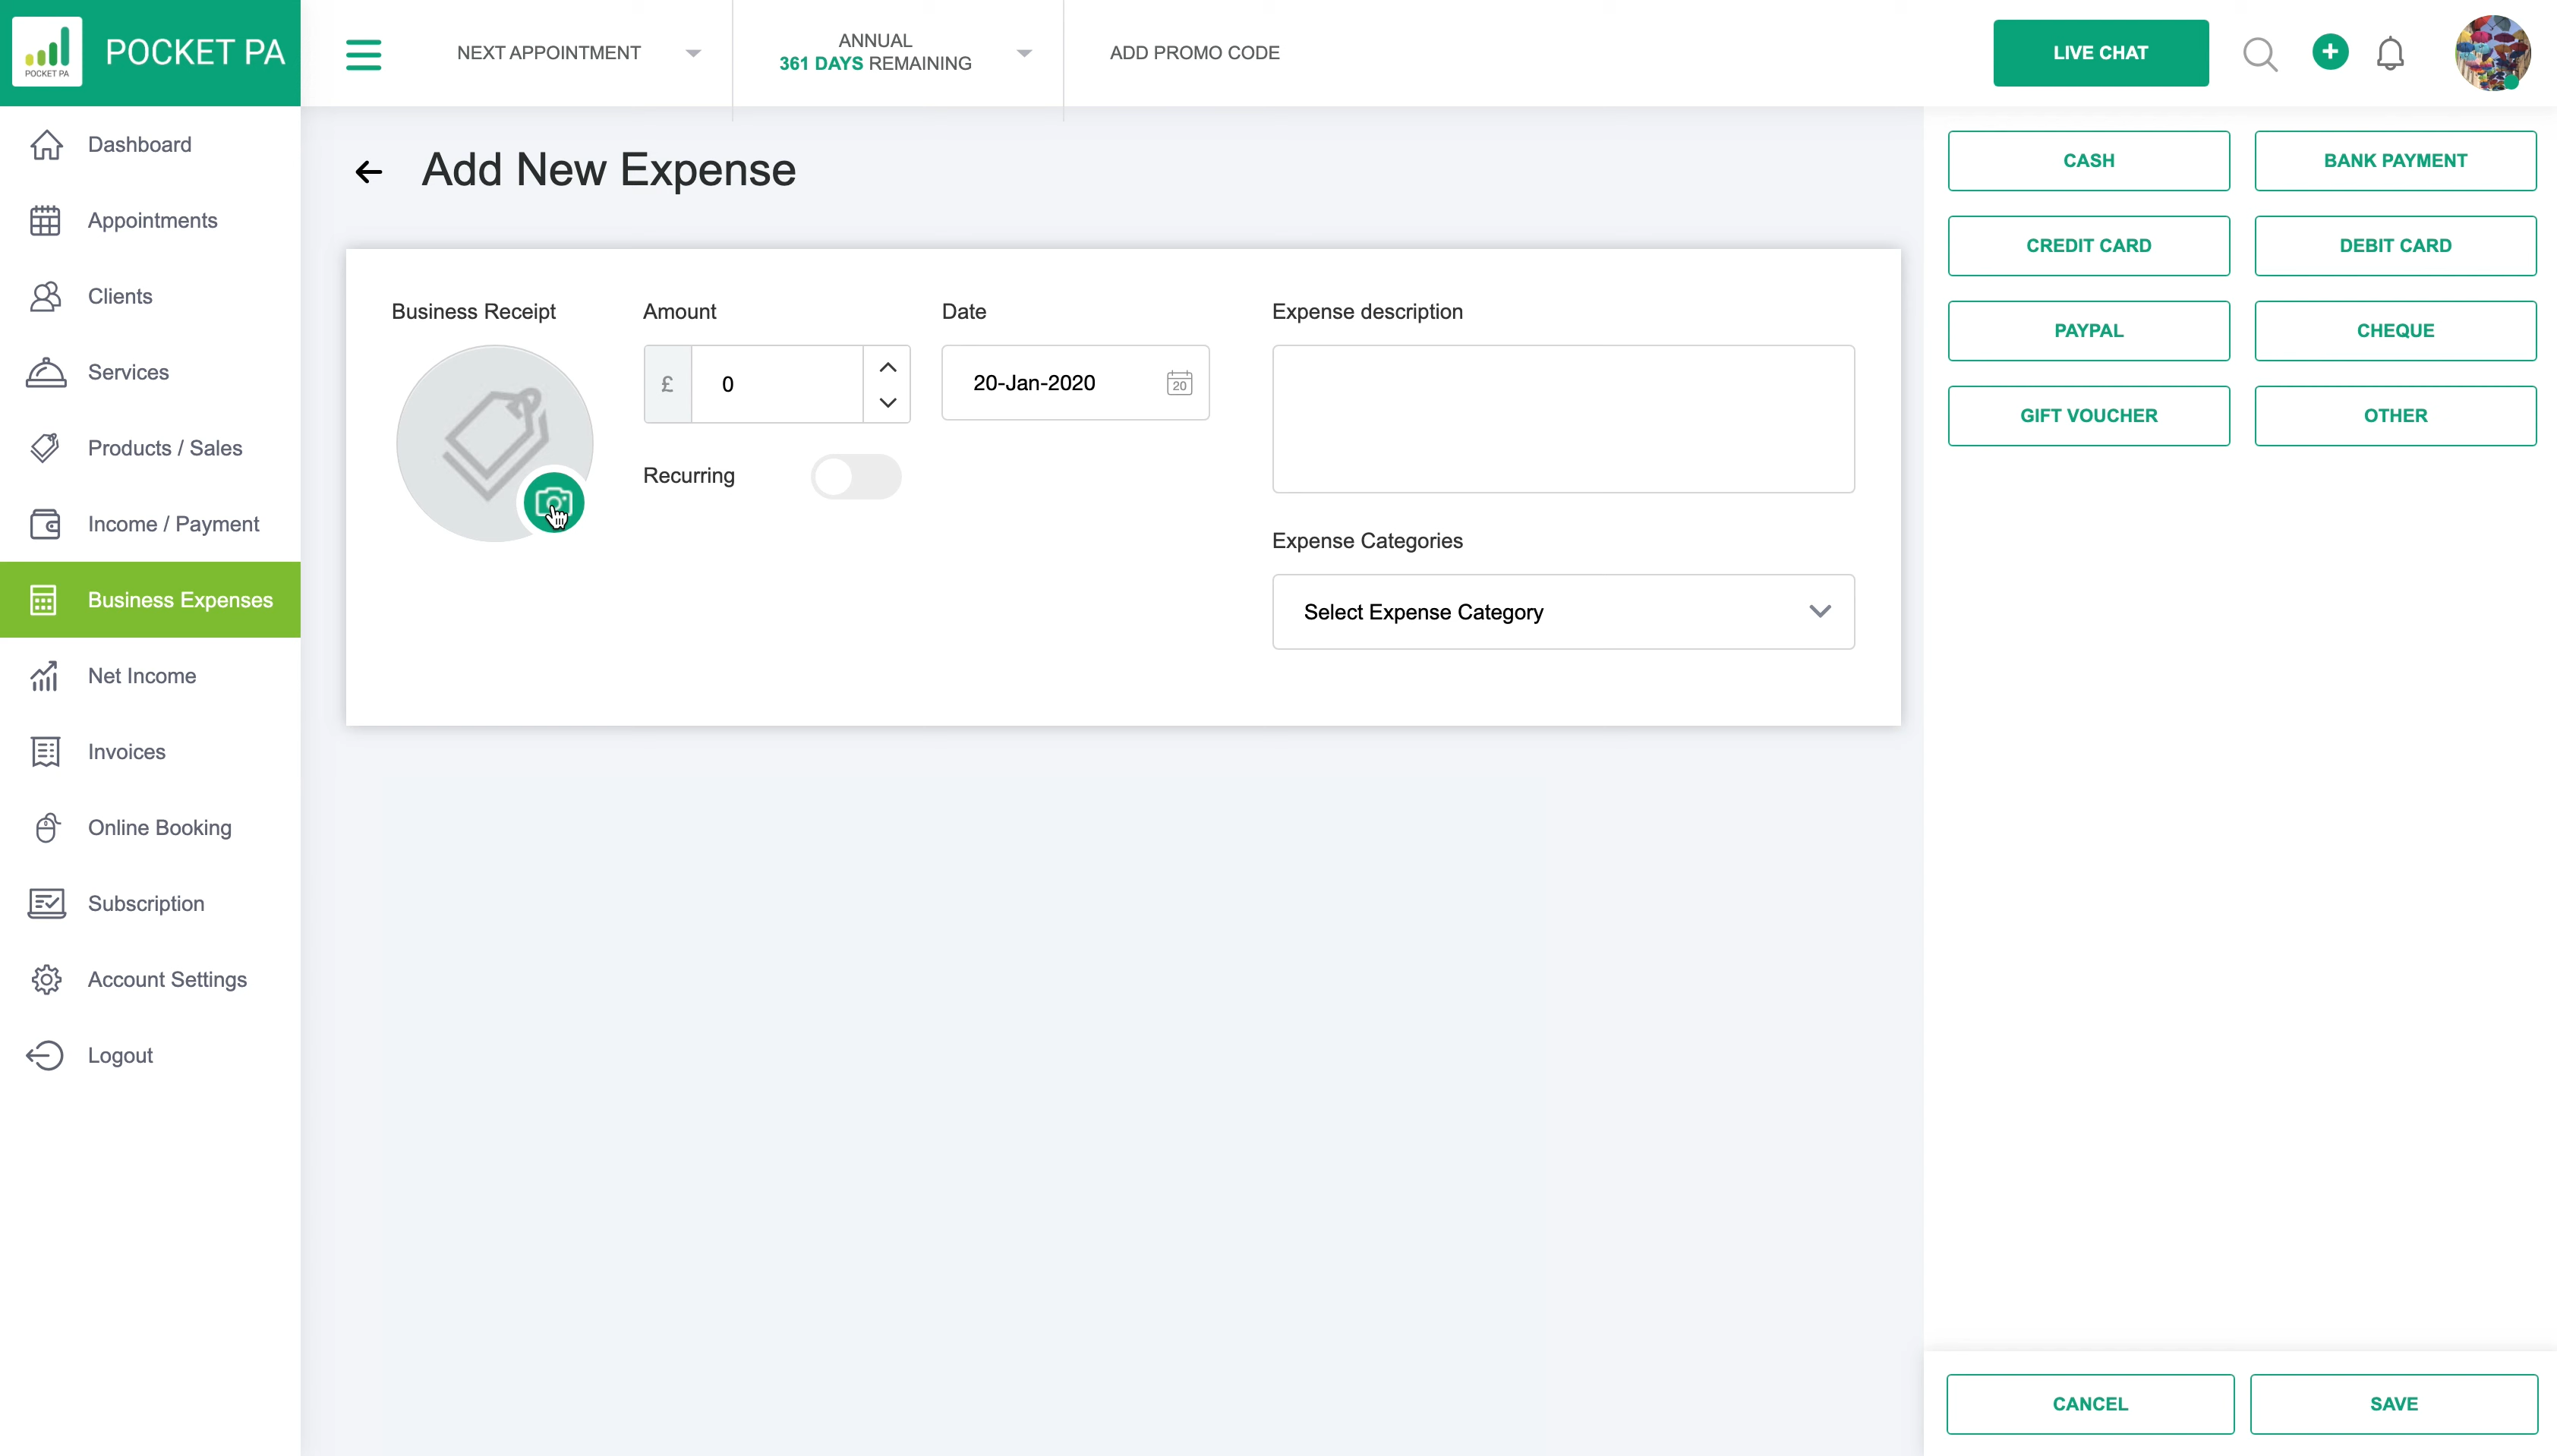 POCKET PA
POCKET PA
NEXT APPOINTMENT
ANNUAL
361 DAYS REMAINING
ADD PROMO CODE
LIVE CHAT
Dashboard
Appointments
Clients
Services
Products / Sales
Income / Payment
Business Expenses
Net Income
Invoices
Online Booking
Subscription
Account Settings
Logout
Add New Expense
Business Receipt
Amount
£
0
Recurring
Date
20-Jan-2020
20
Expense description
Expense Categories
Select Expense Category
CASH
BANK PAYMENT
CREDIT CARD
DEBIT CARD
PAYPAL
CHEQUE
GIFT VOUCHER
OTHER
CANCEL
SAVE